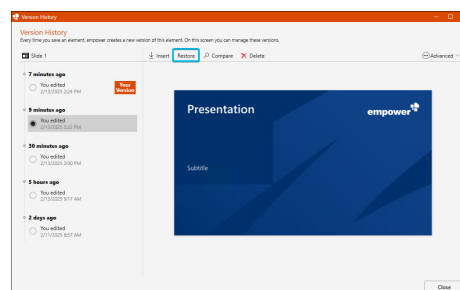 Version History
Version History
Every time you save an element, empower creates a new version of this element. On this screen you can manage these versions.
Slide 1
Insert Restore Compare Delete Advanced
7 minutes ago
You edited
2/13/2025 2:24 PM
Your
Version
9 minutes ago
You edited
2/13/2025 2:22 PM
30 minutes ago
You edited
2/13/2025 2:00 PM
5 hours ago
You edited
2/13/2025 9:17 AM
2 days ago
You edited
2/11/2025 8:57 AM
Presentation
empower
Subtitle
Close